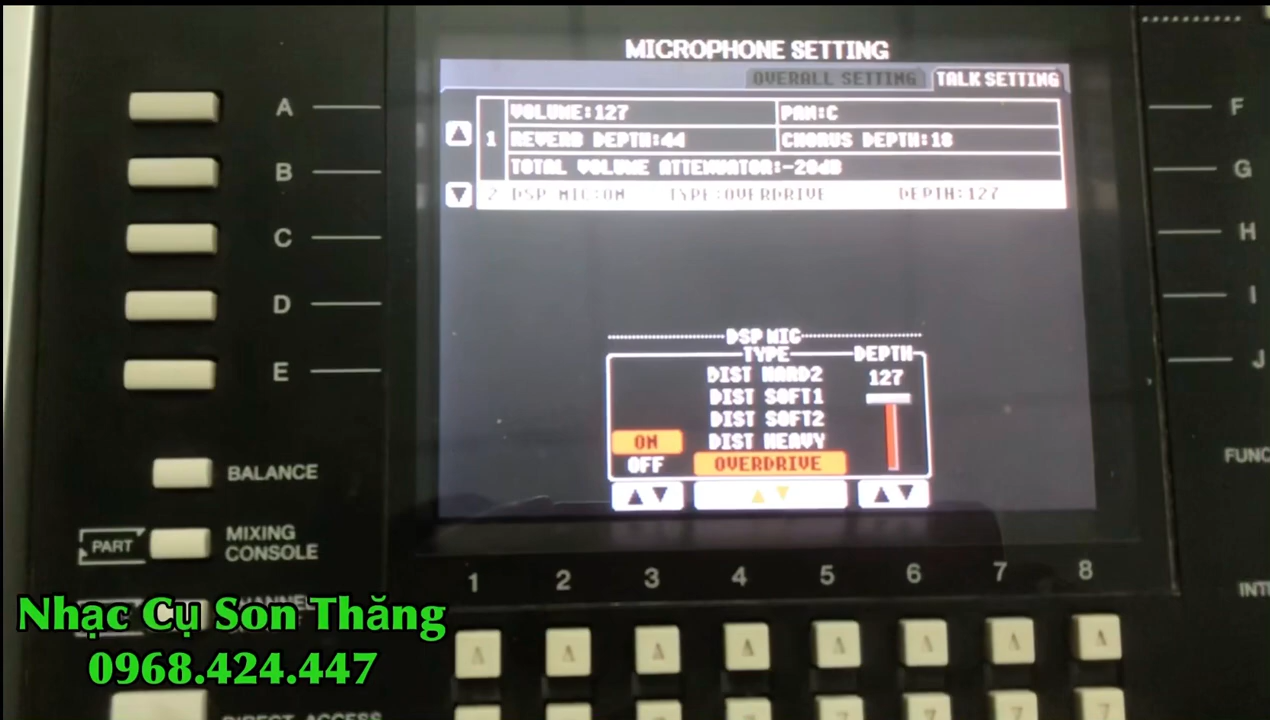 MICROPHONE SETTING
OVERALL SETTING TALK SETTING
VOLUME:127 PAN:C
1 REVERB DEPTH:44 CHORUS DEPTH:18
TOTAL VOLUME ATTENUATOR:-20dB
2 DSP MIC:ON TYPE:OVERDRIVE DEPTH:127
DSP MIC
TYPE DEPTH
DIST HARD2 127
DIST SOFT1
DIST SOFT2
ON DIST HEAVY
OFF OVERDRIVE
A
B
C
D
E
F
G
H
I
J
BALANCE
PART MIXING
CONSOLE
1 2 3 4 5 6 7 8
Nhạc Cụ Son Thăng
0968.424.447
DIRECT ACCESS